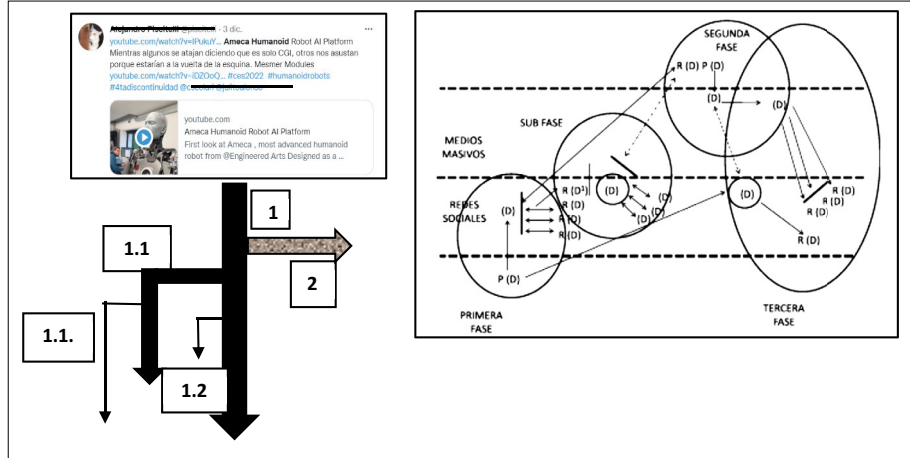 · 3 dic.
youtube.com/watch?v=IPukuY... Ameca Humanoid Robot AI Platform
Mientras algunos se atajan diciendo que es solo CGI, otros nos asustan
porque estarían a la vuelta de la esquina. Mesmer Modules
youtube.com/watch?v=i0ZOoQ... #ces2022 #humanoidrobots
#4tadiscontinuidad
youtube.com
Ameca Humanoid Robot AI Platform
First look at Ameca , most advanced humanoid
robot from @Engineered Arts Designed as a ...
1
1.1
2
1.1.
1.2
SEGUNDA
FASE
R (D) P (D)
(D)
(D)
SUB FASE
MEDIOS
MASIVOS
REDES
SOCIALES
(D)
R (D¹)
R (D)
R (D)
R (D)
(D)
(D)
(D)
(D)
(D)
R (D)
R (D)
R (D)
R (D)
P (D)
PRIMERA
FASE
TERCERA
FASE